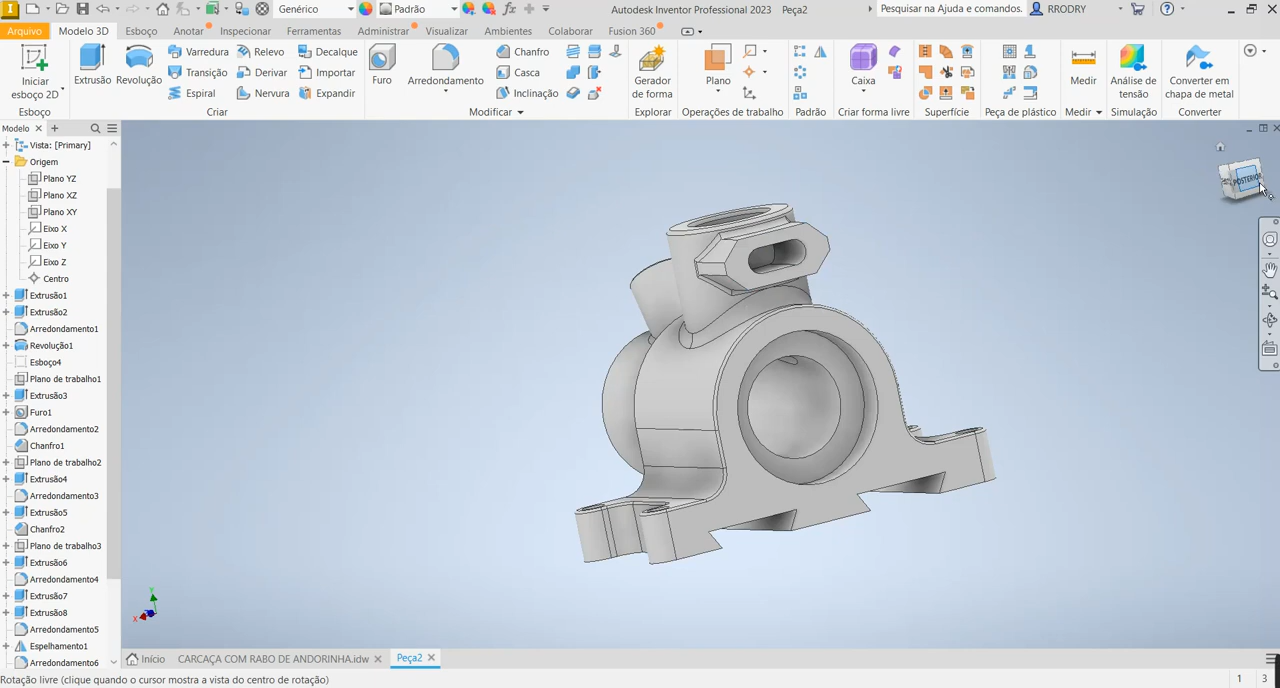 Genérico
Padrão
Autodesk Inventor Professional 2023 Peça2
Pesquisar na Ajuda e comandos.
RRODRY
Arquivo
Modelo 3D
Esboço
Anotar
Inspecionar
Ferramentas
Administrar
Visualizar
Ambientes
Colaborar
Fusion 360
Iniciar
esboço 2D
Extrusão
Revolução
Varredura
Transição
Espiral
Relevo
Derivar
Nervura
Decalque
Importar
Expandir
Furo
Arredondamento
Chanfro
Casca
Inclinação
Gerador
de forma
Plano
Caixa
Medir
Análise de
tensão
Converter em
chapa de metal
Esboço
Criar
Modificar
Explorar
Operações de trabalho
Padrão
Criar forma livre
Superfície
Peça de plástico
Medir
Simulação
Converter
Modelo
Vista: [Primary]
Origem
Plano YZ
Plano XZ
Plano XY
Eixo X
Eixo Y
Eixo Z
Centro
Extrusão1
Extrusão2
Arredondamento1
Revolução1
Esboço4
Plano de trabalho1
Extrusão3
Furo1
Arredondamento2
Chanfro1
Plano de trabalho2
Extrusão4
Arredondamento3
Extrusão5
Chanfro2
Plano de trabalho3
Extrusão6
Arredondamento4
Extrusão7
Extrusão8
Arredondamento5
Espelhamento1
Arredondamento6
POSTERIOR
Y
X
Início
CARCAÇA COM RABO DE ANDORINHA.idw
Peça2
Rotação livre (clique quando o cursor mostra a vista do centro de rotação)
1
3